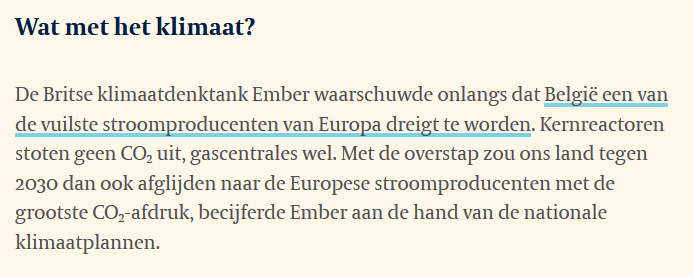 Wat met het klimaat?
De Britse klimaatdenktank Ember waarschuwde onlangs dat België een van
de vuilste stroomproducenten van Europa dreigt te worden. Kernreactoren
stoten geen CO₂ uit, gascentrales wel. Met de overstap zou ons land tegen
2030 dan ook afglijden naar de Europese stroomproducenten met de
grootste CO₂-afdruk, becijferde Ember aan de hand van de nationale
klimaatplannen.